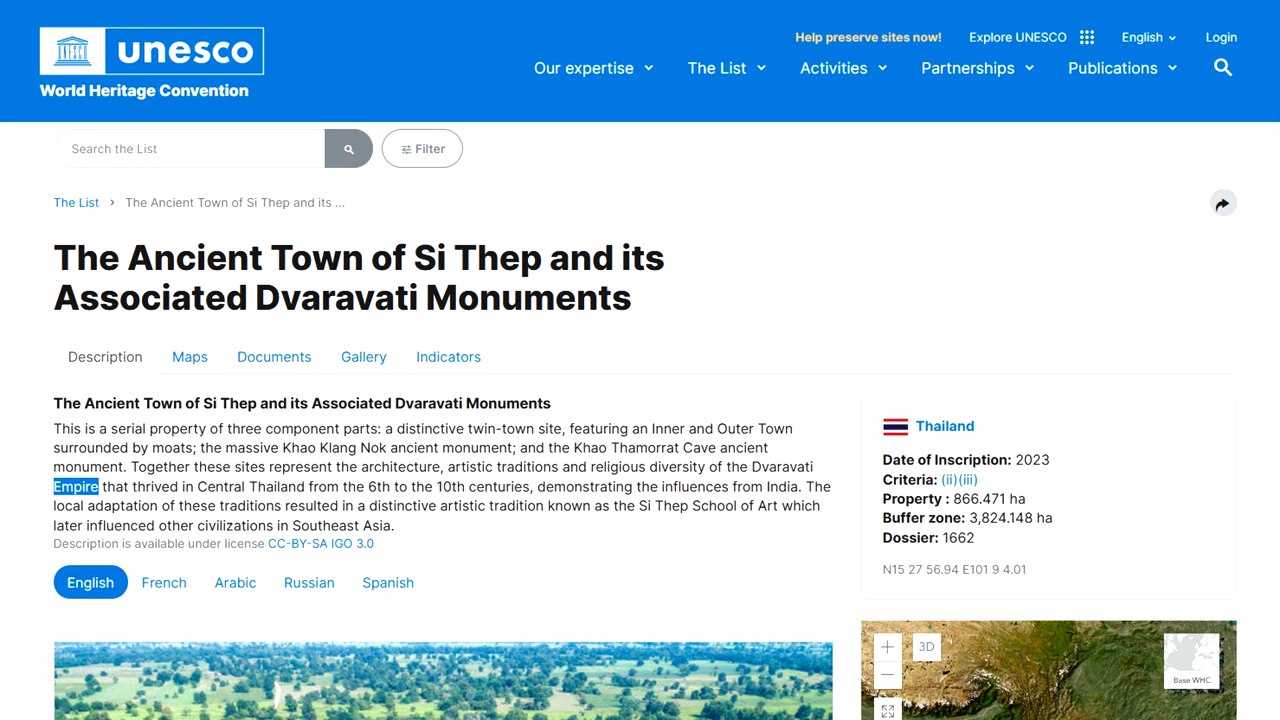 unesco
World Heritage Convention
Help preserve sites now!
Explore UNESCO
English
Login
Our expertise
The List
Activities
Partnerships
Publications
Search the List
Filter
The List > The Ancient Town of Si Thep and its ...
The Ancient Town of Si Thep and its
Associated Dvaravati Monuments
Description
Maps
Documents
Gallery
Indicators
The Ancient Town of Si Thep and its Associated Dvaravati Monuments
This is a serial property of three component parts: a distinctive twin-town site, featuring an Inner and Outer Town
surrounded by moats; the massive Khao Klang Nok ancient monument; and the Khao Thamorrat Cave ancient
monument. Together these sites represent the architecture, artistic traditions and religious diversity of the Dvaravati
Empire that thrived in Central Thailand from the 6th to the 10th centuries, demonstrating the influences from India. The
local adaptation of these traditions resulted in a distinctive artistic tradition known as the Si Thep School of Art which
later influenced other civilizations in Southeast Asia.
Description is available under license CC-BY-SA IGO 3.0
English
French
Arabic
Russian
Spanish
Thailand
Date of Inscription: 2023
Criteria: (ii)(iii)
Property : 866.471 ha
Buffer zone: 3,824.148 ha
Dossier: 1662
N15 27 56.94 E101 9 4.01
+
3D
−
Base WHC